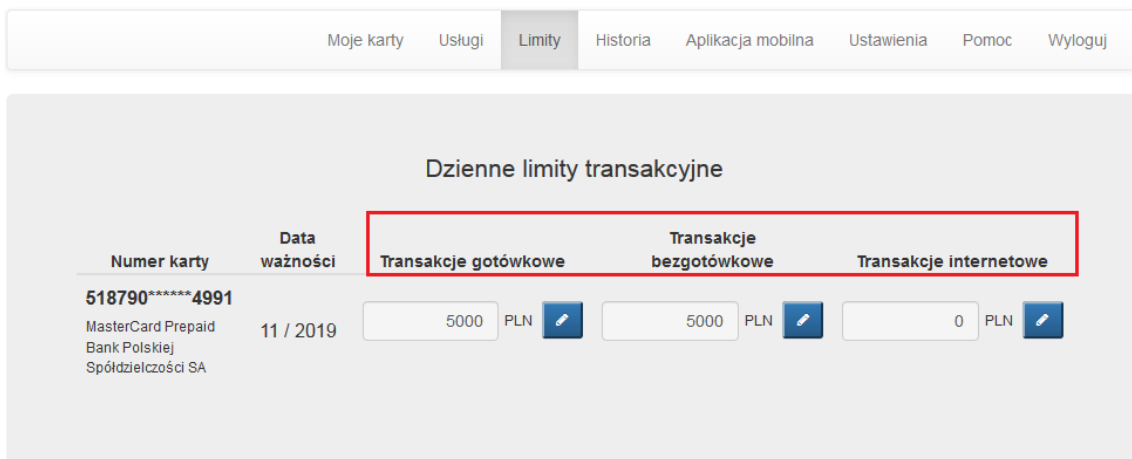 Moje karty Usługi Limity Historia Aplikacja mobilna Ustawienia Pomoc Wyloguj
Dzienne limity transakcyjne
Numer karty Data ważności Transakcje gotówkowe Transakcje bezgotówkowe Transakcje internetowe
518790******4991
MasterCard Prepaid
Bank Polskiej
Spółdzielczości SA
11 / 2019
5000 PLN 5000 PLN 0 PLN